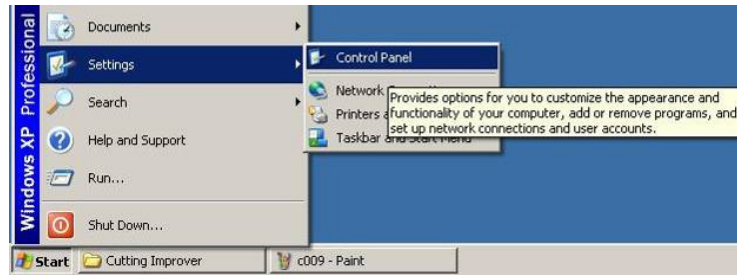 Windows XP Professional
Documents
Settings
Search
Help and Support
Run...
Shut Down...
Control Panel
Network
Printers
Taskbar and Start Menu
Provides options for you to customize the appearance and
functionality of your computer, add or remove programs, and
set up network connections and user accounts.
Start
Cutting Improver
c009 - Paint